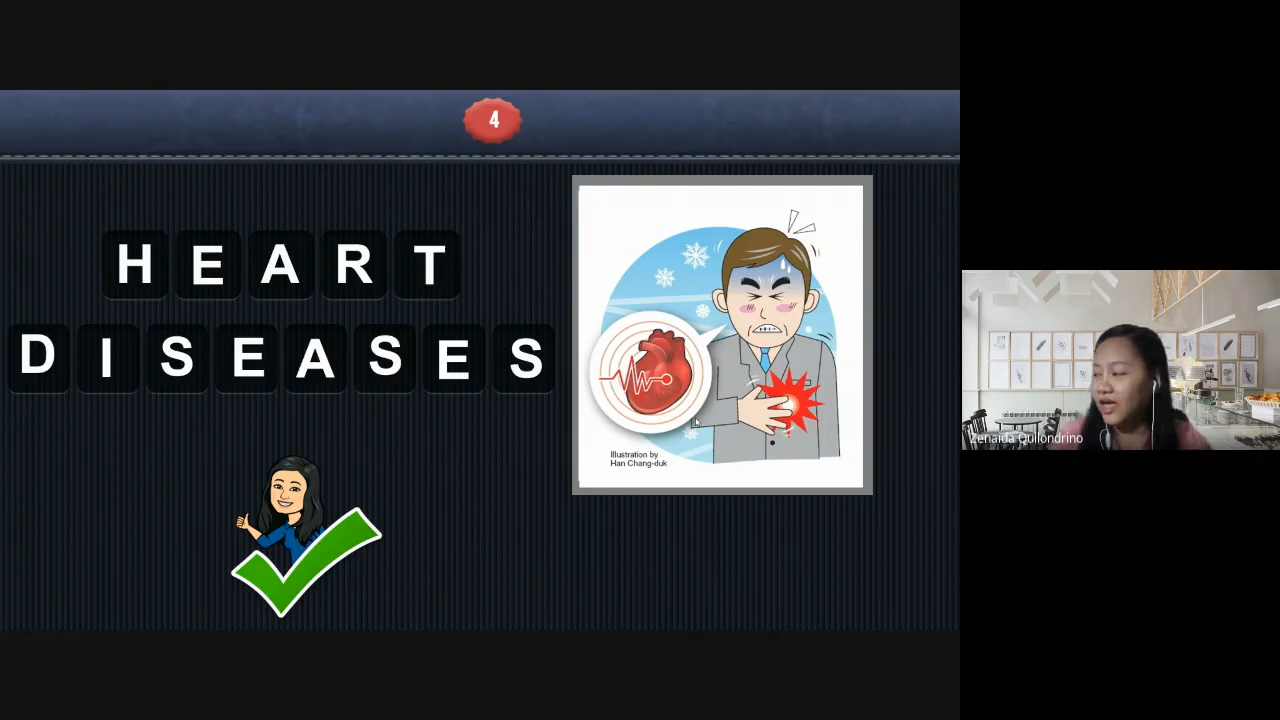 4
HEART
DISEASES
Illustration by
Han Chang-duk
Zenaida Quilondrino